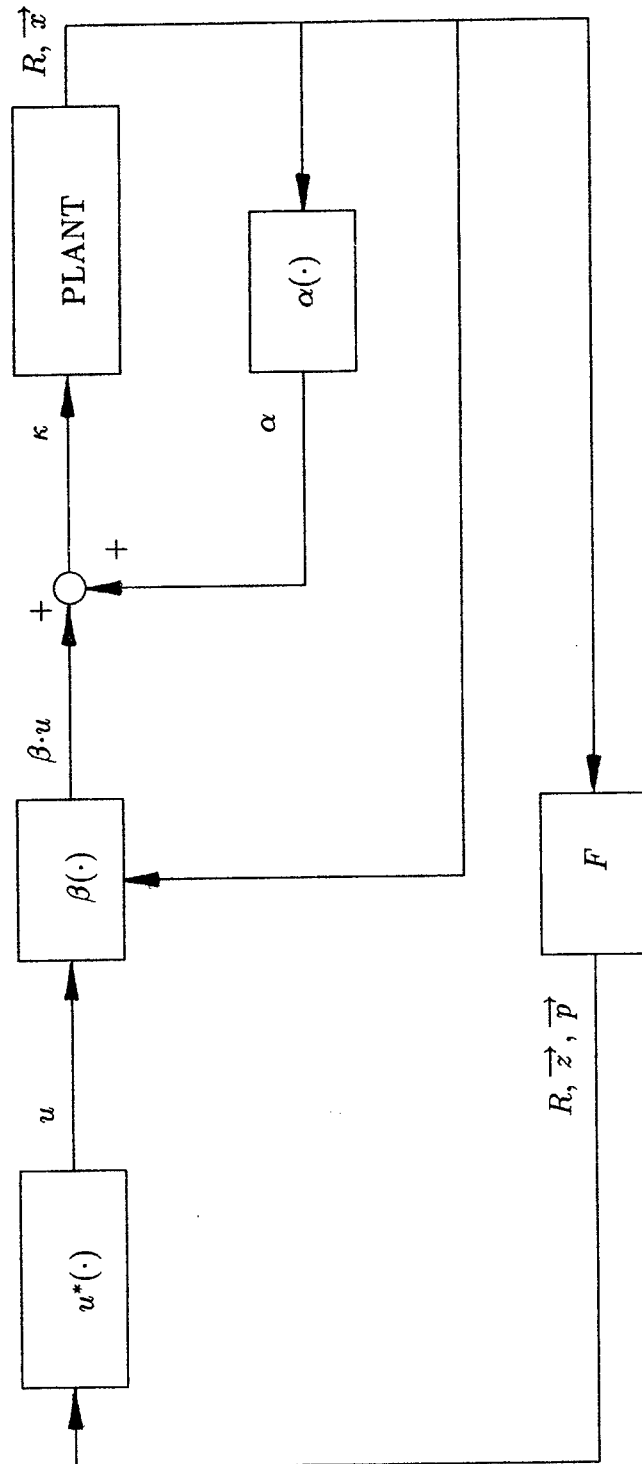 u*(·)
u
β(·)
β·u
+
+
κ
PLANT
R, x⃗
α
α(·)
R, z⃗, p⃗
F